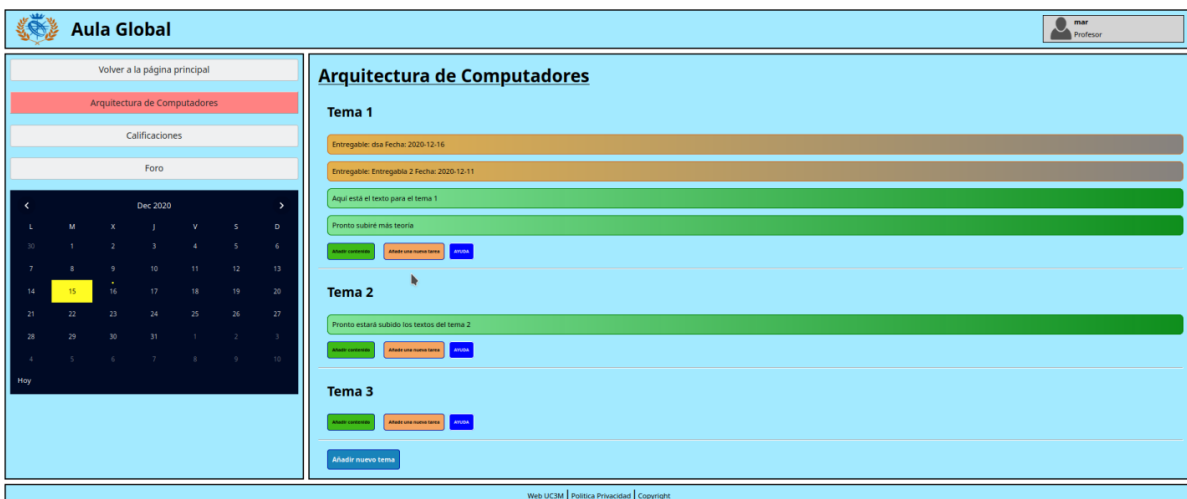 Aula Global
mar
Profesor
Volver a la página principal
Arquitectura de Computadores
Calificaciones
Foro
Dec 2020
L M X J V S D
30 1 2 3 4 5 6
7 8 9 10 11 12 13
14 15 16 17 18 19 20
21 22 23 24 25 26 27
28 29 30 31 1 2 3
4 5 6 7 8 9 10
Hoy
Arquitectura de Computadores
Tema 1
Entregable: dsa Fecha: 2020-12-16
Entregable: Entregabla 2 Fecha: 2020-12-11
Aquí está el texto para el tema 1
Pronto subiré más teoria
Añadir contenido Añade una nueva tarea AYUDA
Tema 2
Pronto estará subido los textos del tema 2
Añadir contenido Añade una nueva tarea AYUDA
Tema 3
Añadir contenido Añade una nueva tarea AYUDA
Añadir nuevo tema
Web UC3M | Politica Privacidad | Copyright